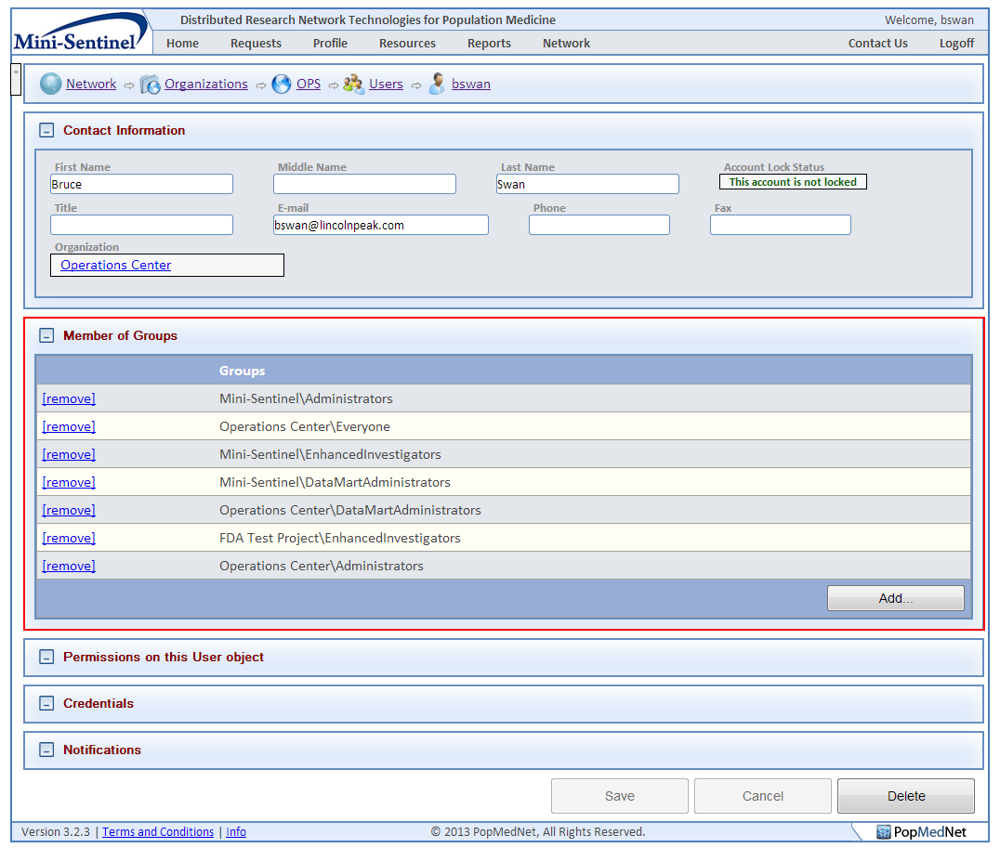 Mini-Sentinel
Distributed Research Network Technologies for Population Medicine
Welcome, bswan
Home Requests Profile Resources Reports Network Contact Us Logoff
Network ⇨ Organizations ⇨ OPS ⇨ Users ⇨ bswan
Contact Information
First Name Middle Name Last Name Account Lock Status
Bruce Swan This account is not locked
Title E-mail Phone Fax
bswan@lincolnpeak.com
Organization
Operations Center
Member of Groups
Groups
[remove] Mini-Sentinel\Administrators
[remove] Operations Center\Everyone
[remove] Mini-Sentinel\EnhancedInvestigators
[remove] Mini-Sentinel\DataMartAdministrators
[remove] Operations Center\DataMartAdministrators
[remove] FDA Test Project\EnhancedInvestigators
[remove] Operations Center\Administrators
Add...
Permissions on this User object
Credentials
Notifications
Save Cancel Delete
Version 3.2.3 | Terms and Conditions | Info © 2013 PopMedNet, All Rights Reserved. PopMedNet